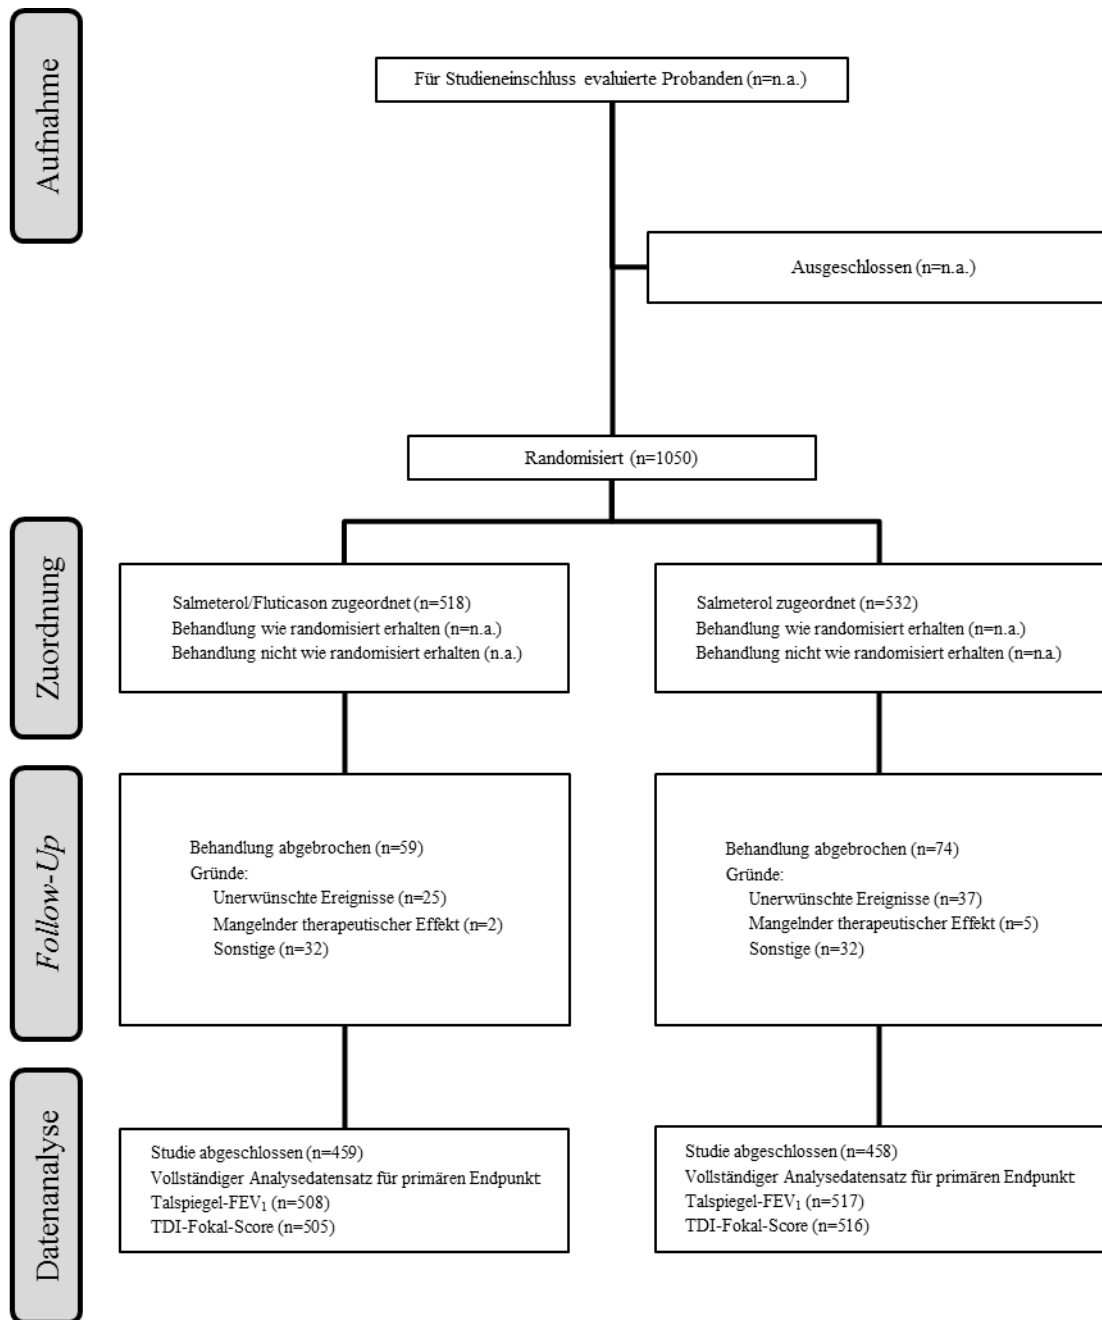 Aufnahme
Für Studieneinschluss evaluierte Probanden (n=n.a.)
Ausgeschlossen (n=n.a.)
Randomisiert (n=1050)
Zuordnung
Salmeterol/Fluticason zugeordnet (n=518)
Behandlung wie randomisiert erhalten (n=n.a.)
Behandlung nicht wie randomisiert erhalten (n.a.)
Salmeterol zugeordnet (n=532)
Behandlung wie randomisiert erhalten (n=n.a.)
Behandlung nicht wie randomisiert erhalten (n=n.a.)
Follow-Up
Behandlung abgebrochen (n=59)
Gründe:
Unerwünschte Ereignisse (n=25)
Mangelnder therapeutischer Effekt (n=2)
Sonstige (n=32)
Behandlung abgebrochen (n=74)
Gründe:
Unerwünschte Ereignisse (n=37)
Mangelnder therapeutischer Effekt (n=5)
Sonstige (n=32)
Datenanalyse
Studie abgeschlossen (n=459)
Vollständiger Analysedatensatz für primären Endpunkt
Talspiegel-FEV₁ (n=508)
TDI-Fokal-Score (n=505)
Studie abgeschlossen (n=458)
Vollständiger Analysedatensatz für primären Endpunkt
Talspiegel-FEV₁ (n=517)
TDI-Fokal-Score (n=516)